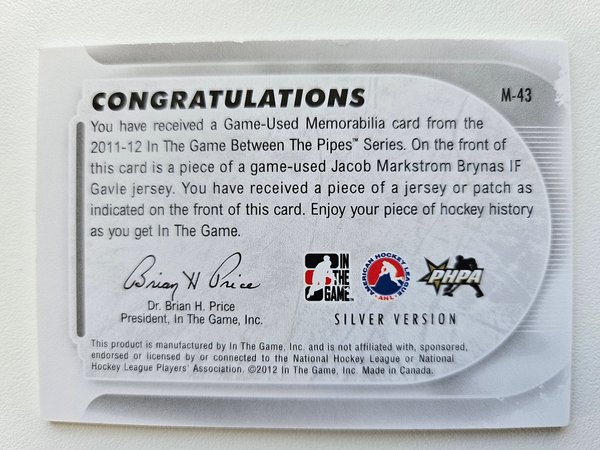 CONGRATULATIONS
M-43
You have received a Game-Used Memorabilia card from the
2011-12 In The Game Between The Pipes™ Series. On the front of
this card is a piece of a game-used Jacob Markstrom Brynas IF
Gavle jersey. You have received a piece of a jersey or patch as
indicated on the front of this card. Enjoy your piece of hockey history
as you get In The Game.
Brian H Price
Dr. Brian H. Price
President, In The Game, Inc.
IN
THE
GAME
AMERICAN HOCKEY LEAGUE
AHL
PHPA
SILVER VERSION
This product is manufactured by In The Game, Inc. and is not affiliated with, sponsored,
endorsed or licensed by or connected to the National Hockey League or National
Hockey League Players' Association. ©2012 In The Game, Inc. Made in Canada.